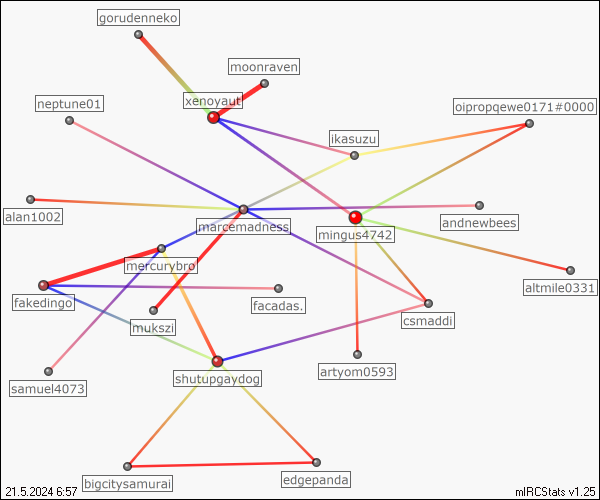 gorudenneko
moonraven
xenoyaut
neptune01
oipropqewe0171#0000
ikasuzu
alan1002
marcemadness
mingus4742
andnewbees
mercurybro
altmile0331
fakedingo
facadas.
mukszi
csmaddi
artyom0593
samuel4073
shutupgaydog
bigcitysamurai
edgepanda
21.5.2024 6:57
mIRCStats v1.25